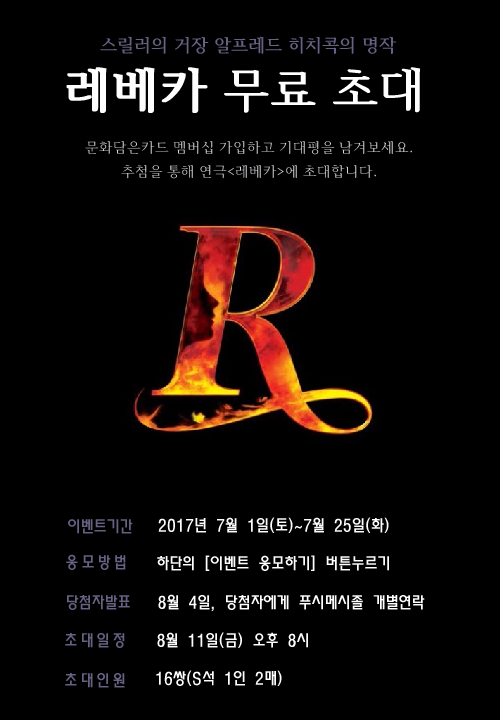 스릴러의 거장 알프레드 히치콕의 명작
레베카 무료 초대
문화담은카드 멤버십 가입하고 기대평을 남겨보세요.
추첨을 통해 연극<레베카>에 초대합니다.
R
이벤트기간 2017년 7월 1일(토)~7월 25일(화)
응모방법 하단의 [이벤트 응모하기] 버튼누르기
당첨자발표 8월 4일, 당첨자에게 푸시메시졸 개별연락
초대일정 8월 11일(금) 오후 8시
초대인원 16쌍(S석 1인 2매)